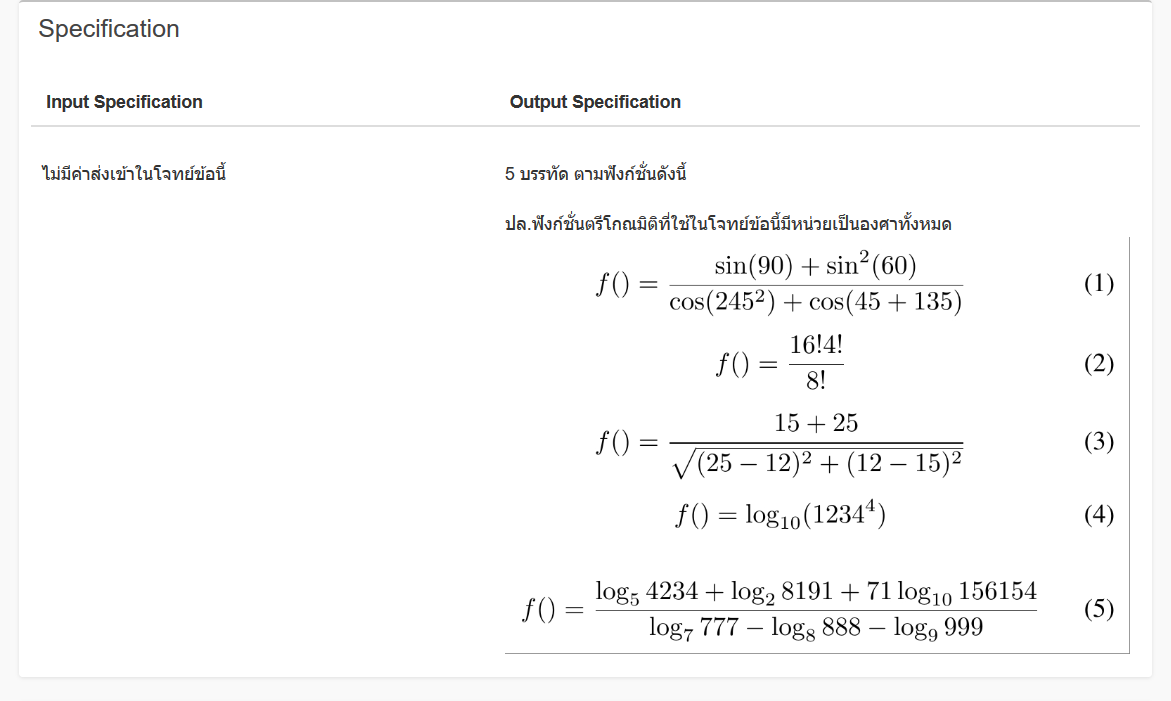 Specification
Input Specification Output Specification
ไม่มีค่าส่งเข้าในโจทย์ข้อนี้ 5 บรรทัด ตามฟังก์ชั่นดังนี้
ปล.ฟังก์ชั่นตรีโกณมิติที่ใช้ในโจทย์ข้อนี้มีหน่วยเป็นองศาทั้งหมด
f() = \frac{\sin(90) + \sin^2(60)}{\cos(245^2) + \cos(45 + 135)} (1)
f() = \frac{16!4!}{8!} (2)
f() = \frac{15 + 25}{\sqrt{(25 - 12)^2 + (12 - 15)^2}} (3)
f() = \log_{10}(1234^4) (4)
f() = \frac{\log_5 4234 + \log_2 8191 + 71 \log_{10} 156154}{\log_7 777 - \log_8 888 - \log_9 999} (5)